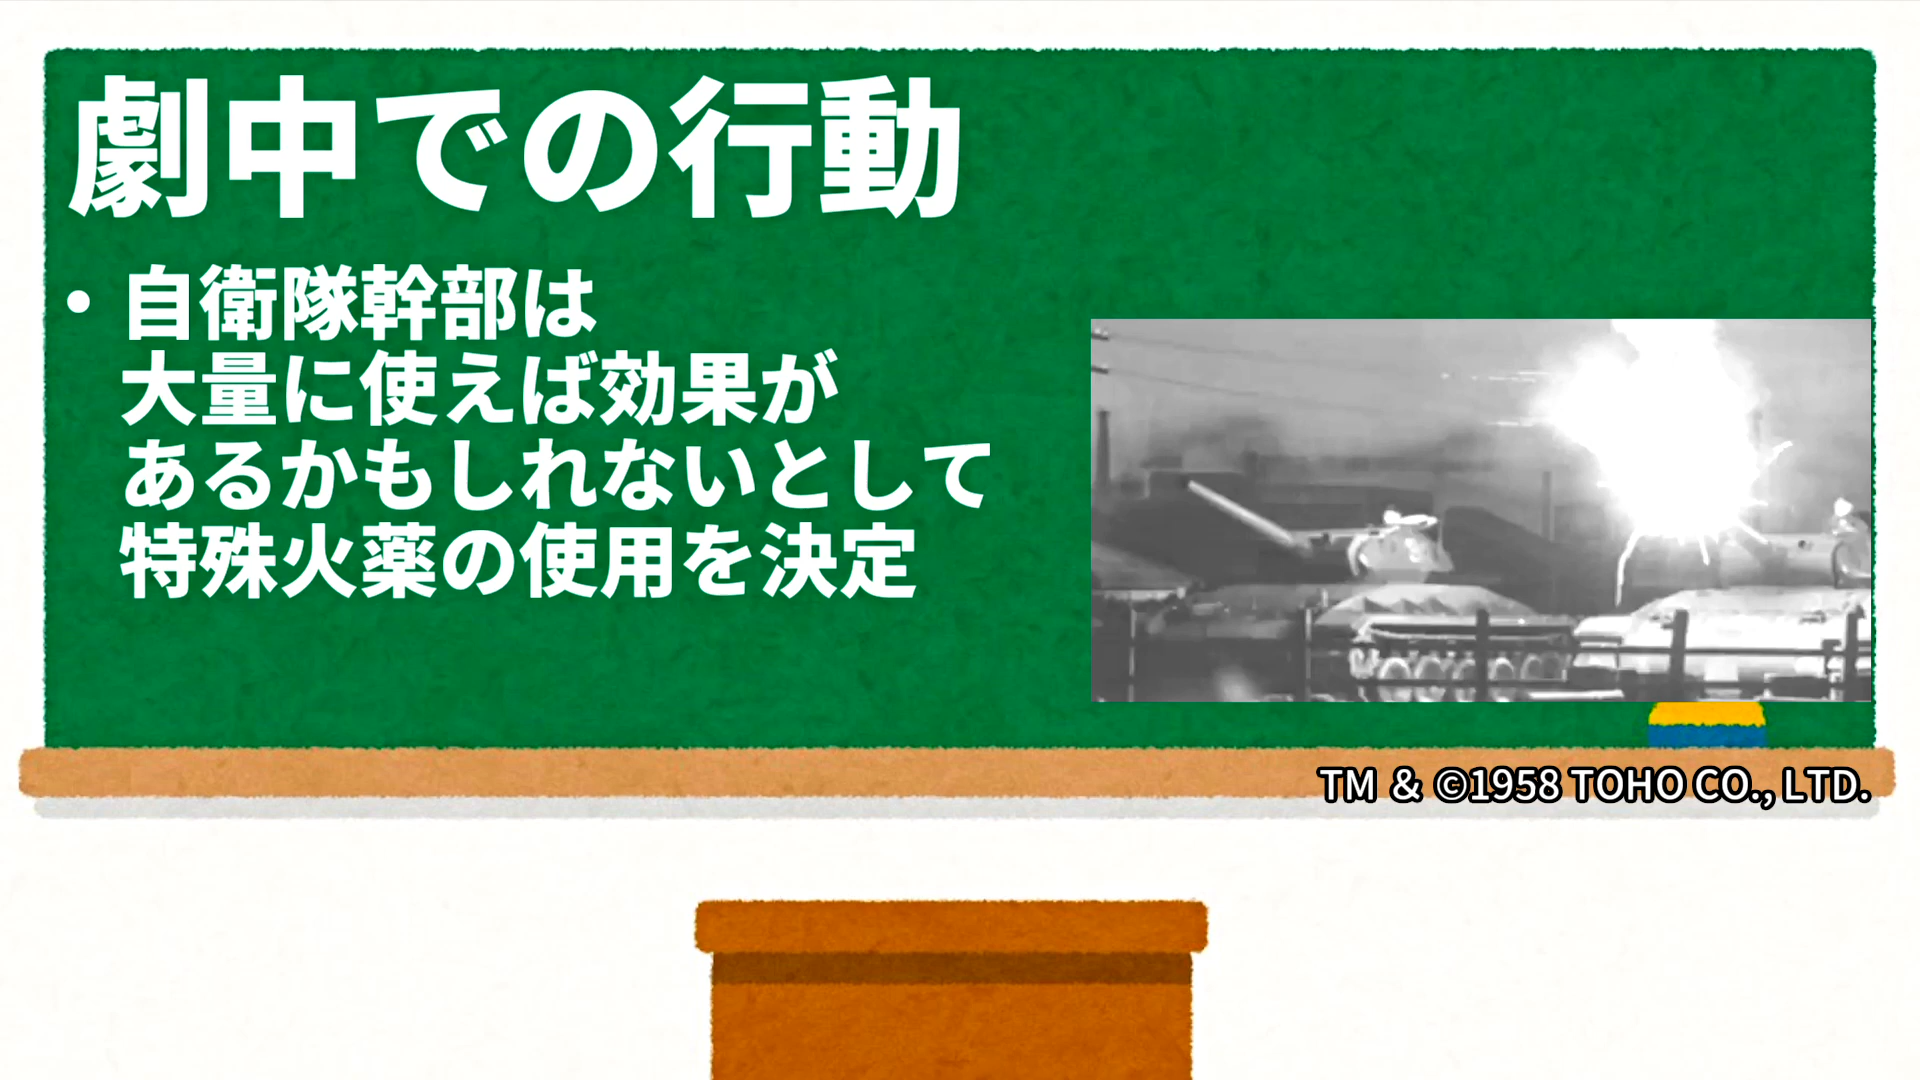 劇中での行動
• 自衛隊幹部は
大量に使えば効果が
あるかもしれないとして
特殊火薬の使用を決定
TM & ©1958 TOHO CO., LTD.